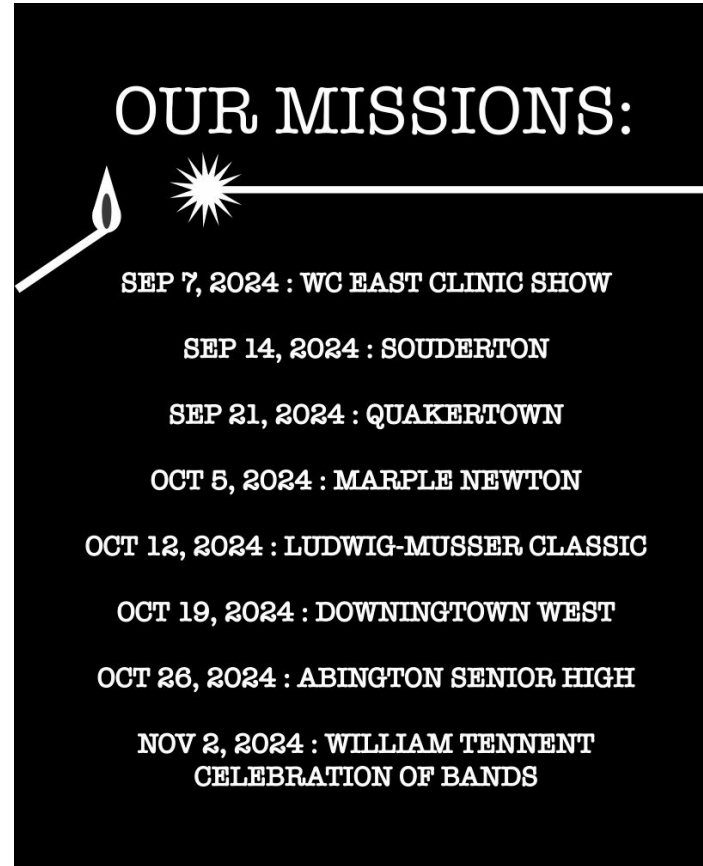 OUR MISSIONS:
SEP 7, 2024 : WC EAST CLINIC SHOW
SEP 14, 2024 : SOUDERTON
SEP 21, 2024 : QUAKERTOWN
OCT 5, 2024 : MARPLE NEWTON
OCT 12, 2024 : LUDWIG-MUSSER CLASSIC
OCT 19, 2024 : DOWNINGTOWN WEST
OCT 26, 2024 : ABINGTON SENIOR HIGH
NOV 2, 2024 : WILLIAM TENNENT
CELEBRATION OF BANDS